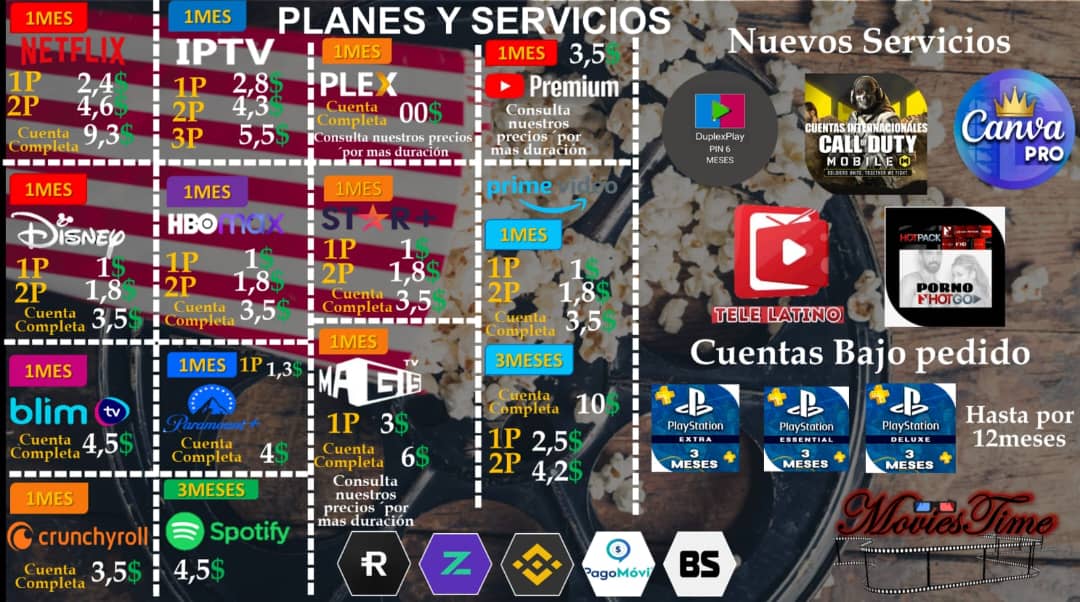 PLANES Y SERVICIOS
1MES
NETFLIX
1P 2,4$
2P 4,6$
Cuenta Completa 9,3$
1MES
IPTV
1P 2,8$
2P 4,3$
3P 5,5$
1MES
PLEX
Cuenta Completa 00$
Consulta nuestros precios
´por mas duración
1MES 3,5$
Premium
Consulta
nuestros
precios ´por
mas duración
1MES
DISNEY
1P 1$
2P 1,8$
Cuenta Completa 3,5$
1MES
HBOmax
1P 1$
2P 1,8$
Cuenta Completa 3,5$
1MES
STAR+
1P 1$
2P 1,8$
Cuenta Completa 3,5$
prime video
1MES
1P 1$
2P 1,8$
Cuenta Completa 3,5$
3MESES
Cuenta Completa 10$
1P 2,5$
2P 4,2$
1MES
blim tv
Cuenta Completa 4,5$
1MES 1P 1,3$
Paramount+
Cuenta Completa 4$
1MES
MAGIS TV
1P 3$
Cuenta Completa 6$
Consulta
nuestros
precios ´por
mas duración
1MES
crunchyroll
Cuenta Completa 3,5$
3MESES
Spotify
4,5$
R
Z
PagoMóvi
BS
Nuevos Servicios
DuplexPlay
PIN 6
MESES
CUENTAS INTERNACIONALES
CALL OF DUTY
MOBILE
SOLDIERS UNITE, TOGETHER WE FIGHT
Canva
PRO
TELE LATINO
HOTPACK
PORNO
HOTGO
Cuentas Bajo pedido
PlayStation
EXTRA
3
MESES
PlayStation
ESSENTIAL
3
MESES
PlayStation
DELUXE
3
MESES
Hasta por
12meses
MoviesTime